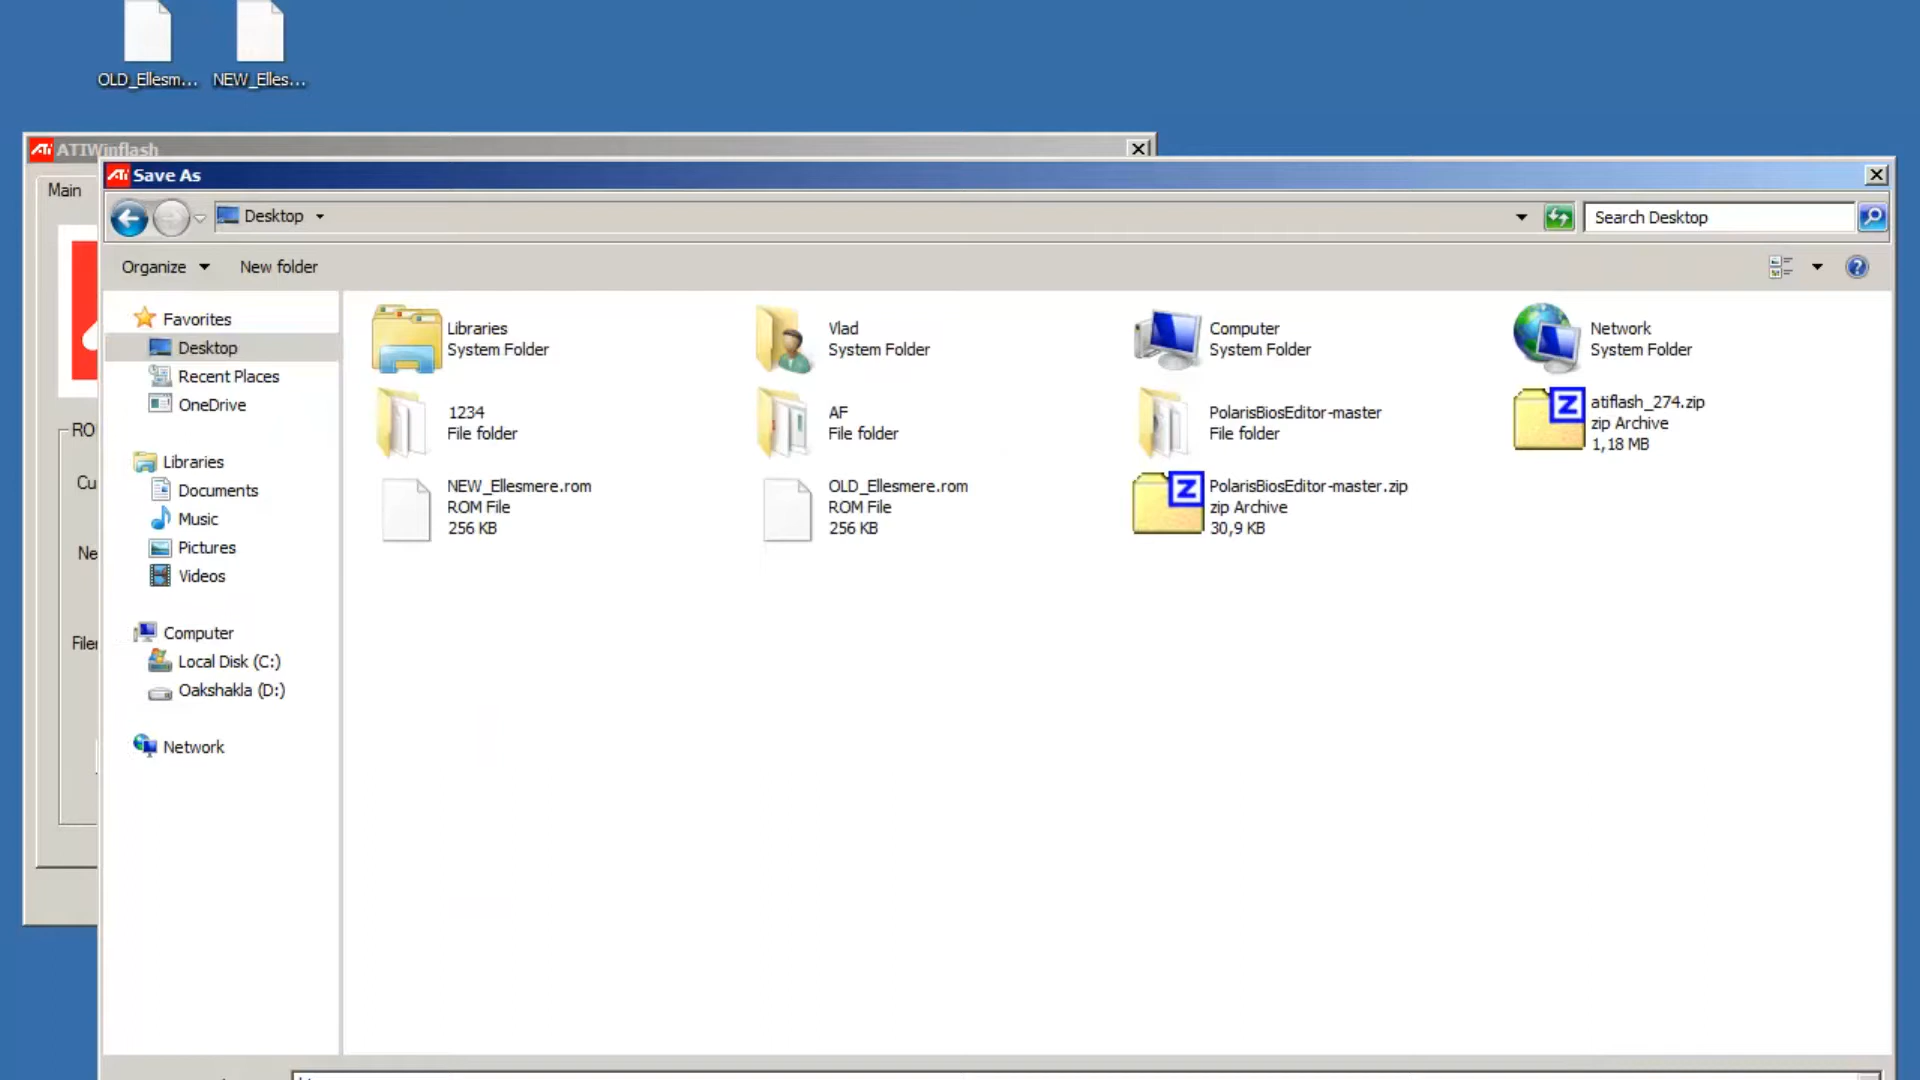 OLD_Ellesm...
NEW_Elles...
ATi ATIWinflash
Main
RO
Cu
Ne
Filer
ATi Save As
Desktop
Search Desktop
Organize
New folder
Favorites
Desktop
Recent Places
OneDrive
Libraries
Documents
Music
Pictures
Videos
Computer
Local Disk (C:)
Oakshakla (D:)
Network
Libraries
System Folder
Vlad
System Folder
Computer
System Folder
Network
System Folder
1234
File folder
AF
File folder
PolarisBiosEditor-master
File folder
Z
atiflash_274.zip
zip Archive
1,18 MB
NEW_Ellesmere.rom
ROM File
256 KB
OLD_Ellesmere.rom
ROM File
256 KB
Z
PolarisBiosEditor-master.zip
zip Archive
30,9 KB